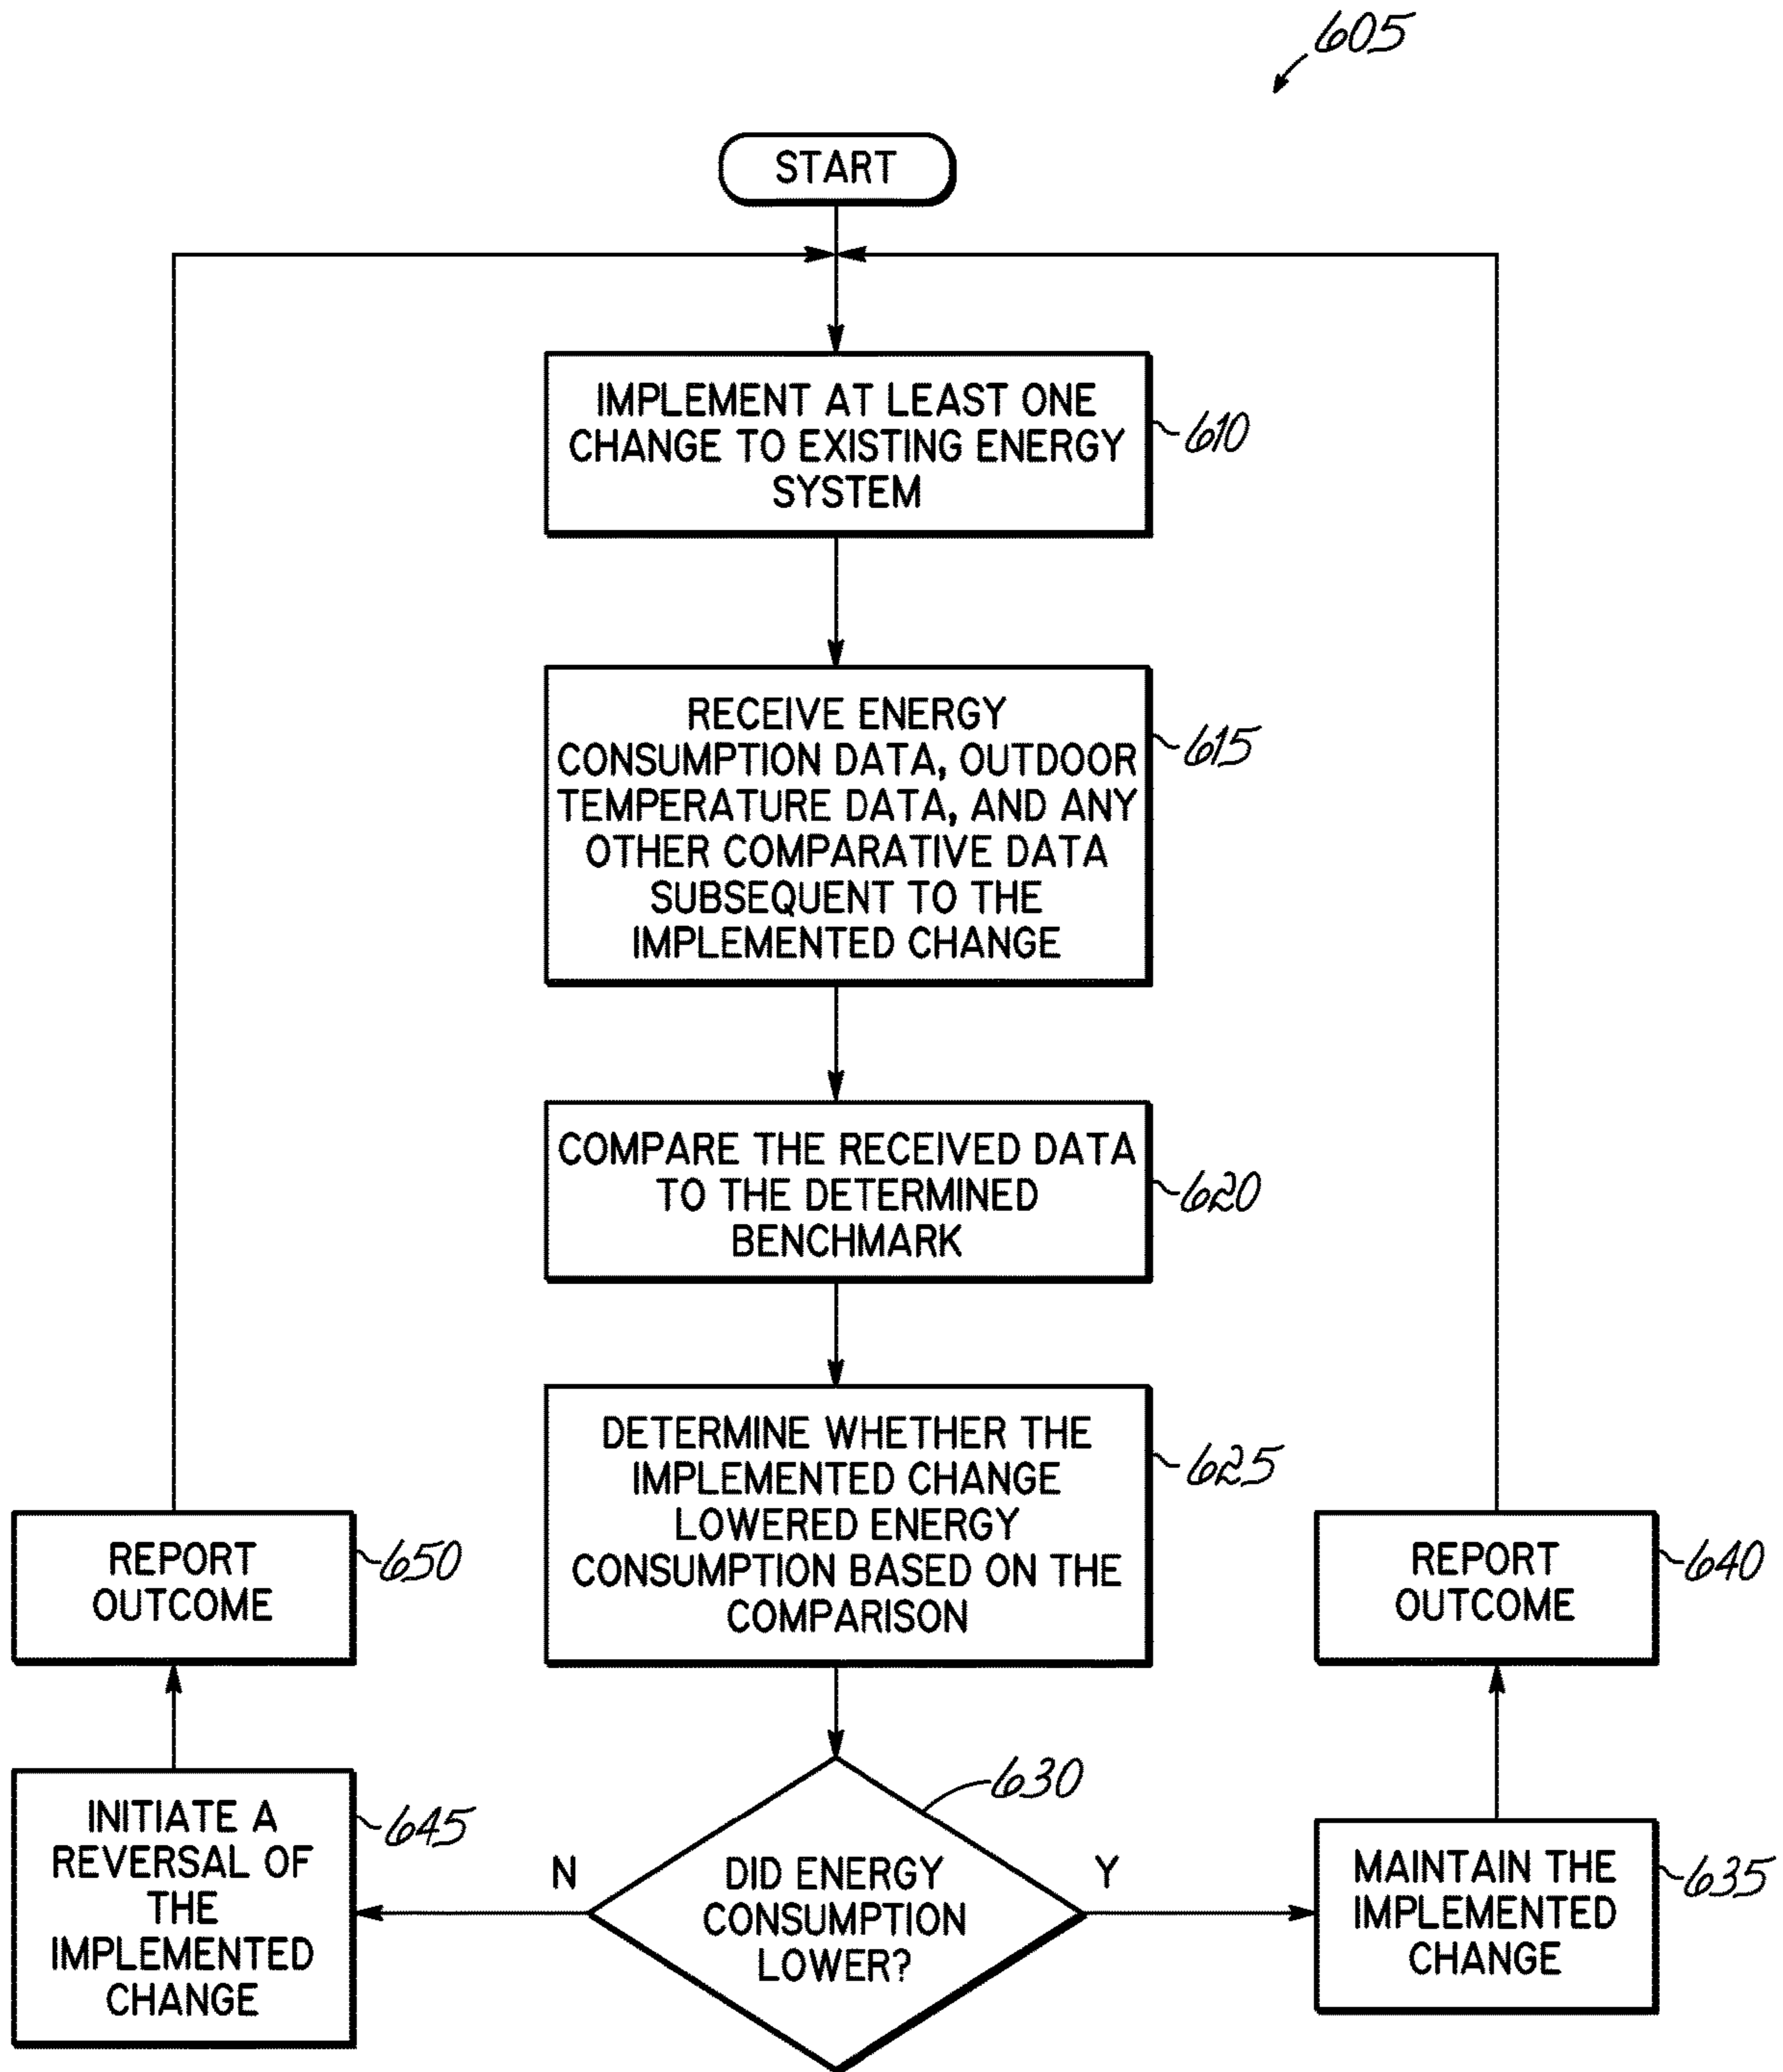 605
START
IMPLEMENT AT LEAST ONE
CHANGE TO EXISTING ENERGY
SYSTEM
610
RECEIVE ENERGY
CONSUMPTION DATA, OUTDOOR
TEMPERATURE DATA, AND ANY
OTHER COMPARATIVE DATA
SUBSEQUENT TO THE
IMPLEMENTED CHANGE
615
COMPARE THE RECEIVED DATA
TO THE DETERMINED
BENCHMARK
620
DETERMINE WHETHER THE
IMPLEMENTED CHANGE
LOWERED ENERGY
CONSUMPTION BASED ON THE
COMPARISON
625
REPORT
OUTCOME
650
REPORT
OUTCOME
640
INITIATE A
REVERSAL OF
THE
IMPLEMENTED
CHANGE
645
N
DID ENERGY
CONSUMPTION
LOWER?
630
Y
MAINTAIN THE
IMPLEMENTED
CHANGE
635